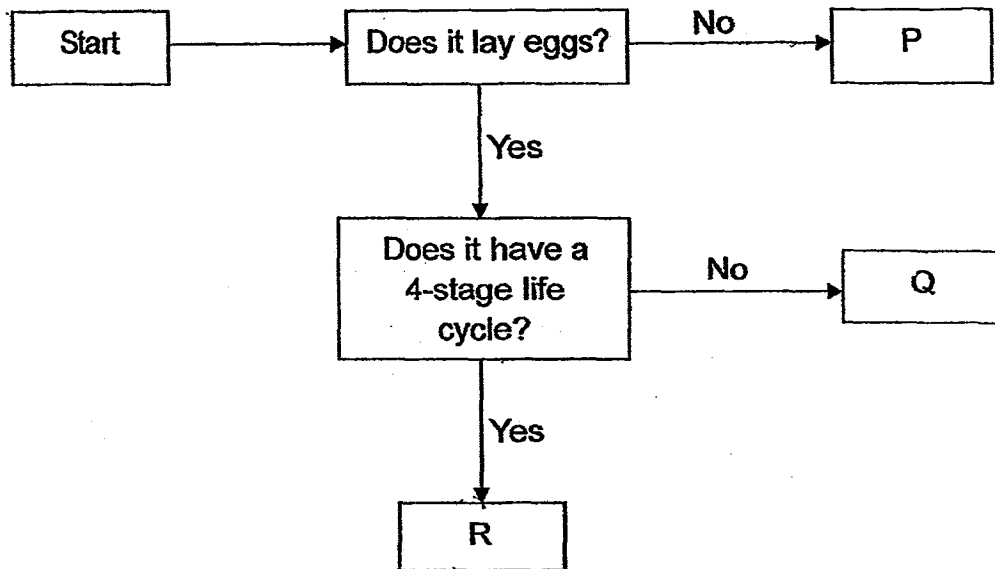 Start
Does it lay eggs?
No
P
Yes
Does it have a
4-stage life
cycle?
No
Q
Yes
R